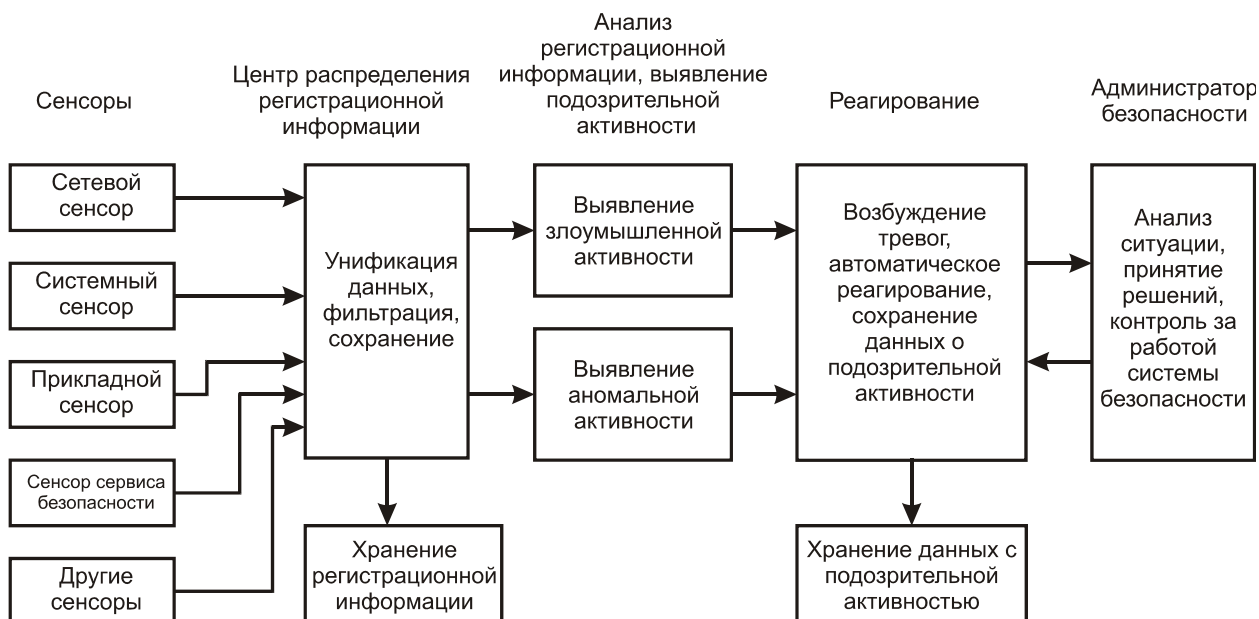 Сенсоры
Центр распределения
регистрационной
информации
Анализ
регистрационной
информации, выявление
подозрительной
активности
Реагирование
Администратор
безопасности
Сетевой
сенсор
Системный
сенсор
Прикладной
сенсор
Сенсор сервиса
безопасности
Другие
сенсоры
Унификация
данных,
фильтрация,
сохранение
Хранение
регистрационной
информации
Выявление
злоумышленной
активности
Выявление
аномальной
активности
Возбуждение
тревог,
автоматическое
реагирование,
сохранение
данных о
подозрительной
активности
Хранение данных с
подозрительной
активностью
Анализ
ситуации,
принятие
решений,
контроль за
работой
системы
безопасности